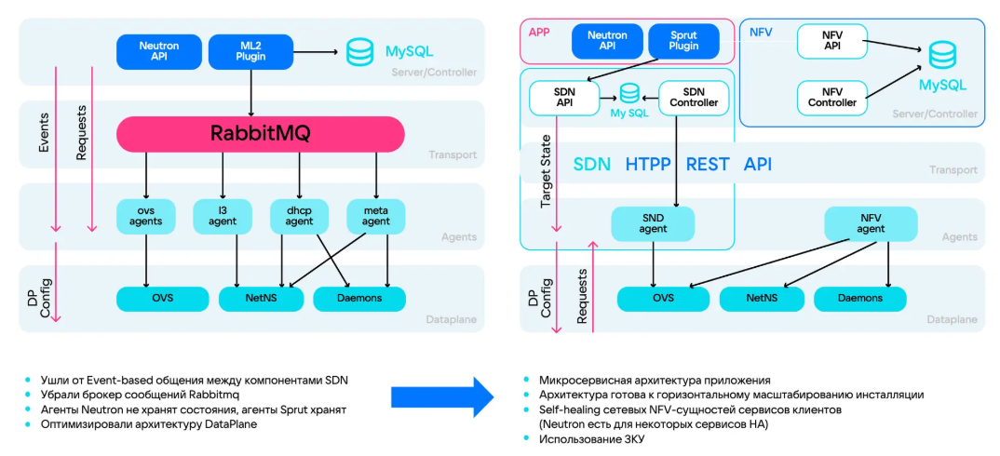 Neutron
API
ML2
Plugin
MySQL
Server/Controller
Events
Requests
RabbitMQ
Transport
ovs
agents
l3
agent
dhcp
agent
meta
agent
Agents
DP
Config
OVS
NetNS
Daemons
Dataplane
APP
Neutron
API
Sprut
Plugin
NFV
NFV
API
MySQL
NFV
Controller
Server/Controller
SDN
API
My SQL
SDN
Controller
Target State
SDN HTPP REST API
Transport
SND
agent
NFV
agent
Agents
DP
Config
Requests
OVS
NetNS
Daemons
Dataplane
Ушли от Event-based общения между компонентами SDN
Убрали брокер сообщений Rabbitmq
Агенты Neutron не хранят состояния, агенты Sprut хранят
Оптимизировали архитектуру DataPlane
Микросервисная архитектура приложения
Архитектура готова к горизонтальному масштабированию инсталляции
Self-healing сетевых NFV-сущностей сервисов клиентов
(Neutron есть для некоторых сервисов HA)
Использование ЗКУ